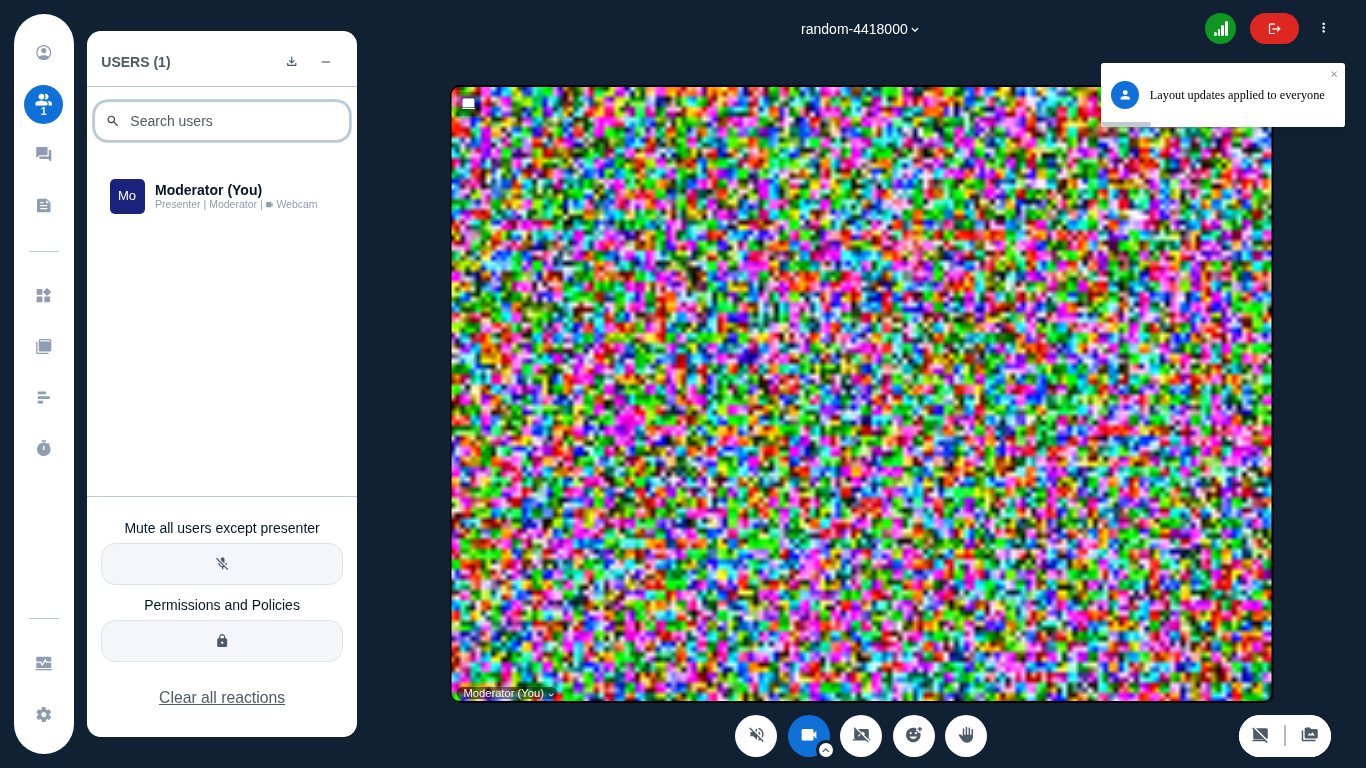 random-4418000
USERS (1)
1
Search users
Mo
Moderator (You)
Presenter | Moderator | Webcam
Layout updates applied to everyone
Mute all users except presenter
Permissions and Policies
Clear all reactions
Moderator (You)